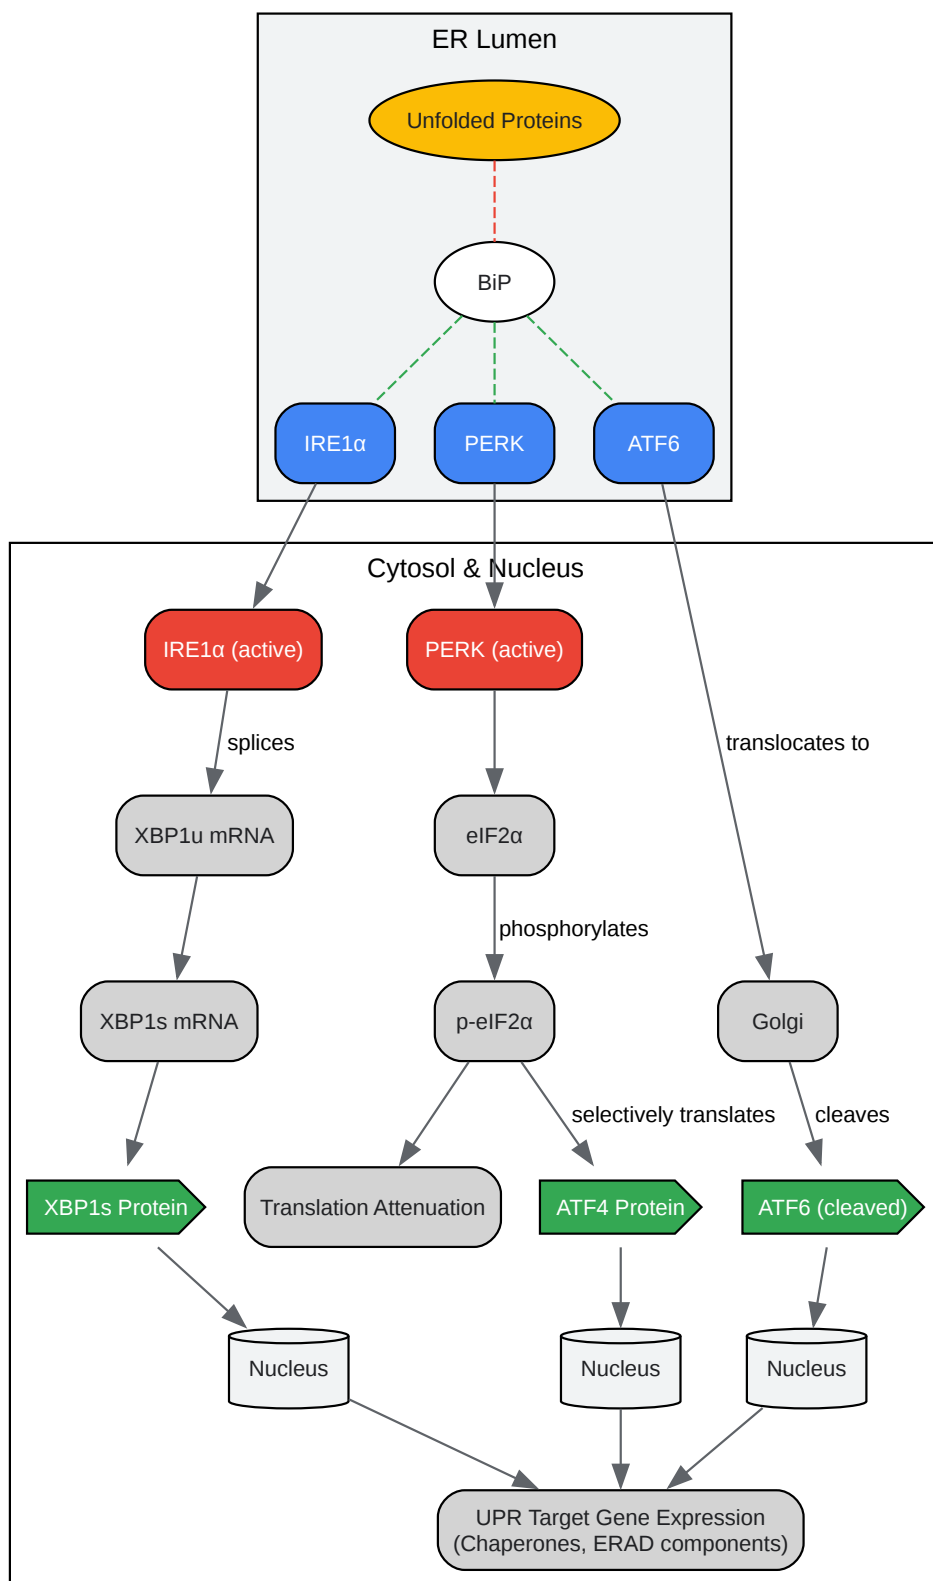 ER Lumen
Unfolded Proteins
BiP
IRE1α
PERK
ATF6
Cytosol & Nucleus
IRE1α (active)
PERK (active)
splices
translocates to
XBP1u mRNA
eIF2α
phosphorylates
XBP1s mRNA
p-eIF2α
Golgi
selectively translates
cleaves
XBP1s Protein
Translation Attenuation
ATF4 Protein
ATF6 (cleaved)
Nucleus
Nucleus
Nucleus
UPR Target Gene Expression
(Chaperones, ERAD components)